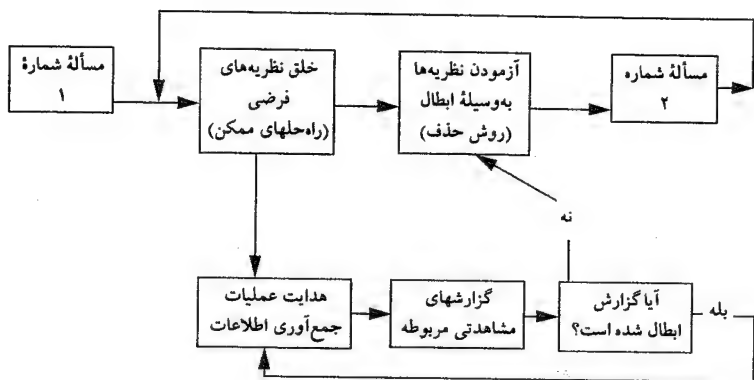 مسألهٔ شمارهٔ
۱
خلق نظریه‌های
فرضی
(راه‌حلهای ممکن)
آزمودن نظریه‌ها
به‌وسیلهٔ ابطال
(روش حذف)
مسألهٔ شماره
۲
نه
هدایت عملیات
جمع‌آوری اطلاعات
گزارشهای
مشاهدتی مربوطه
آیا گزارش
ابطال شده است؟
بله